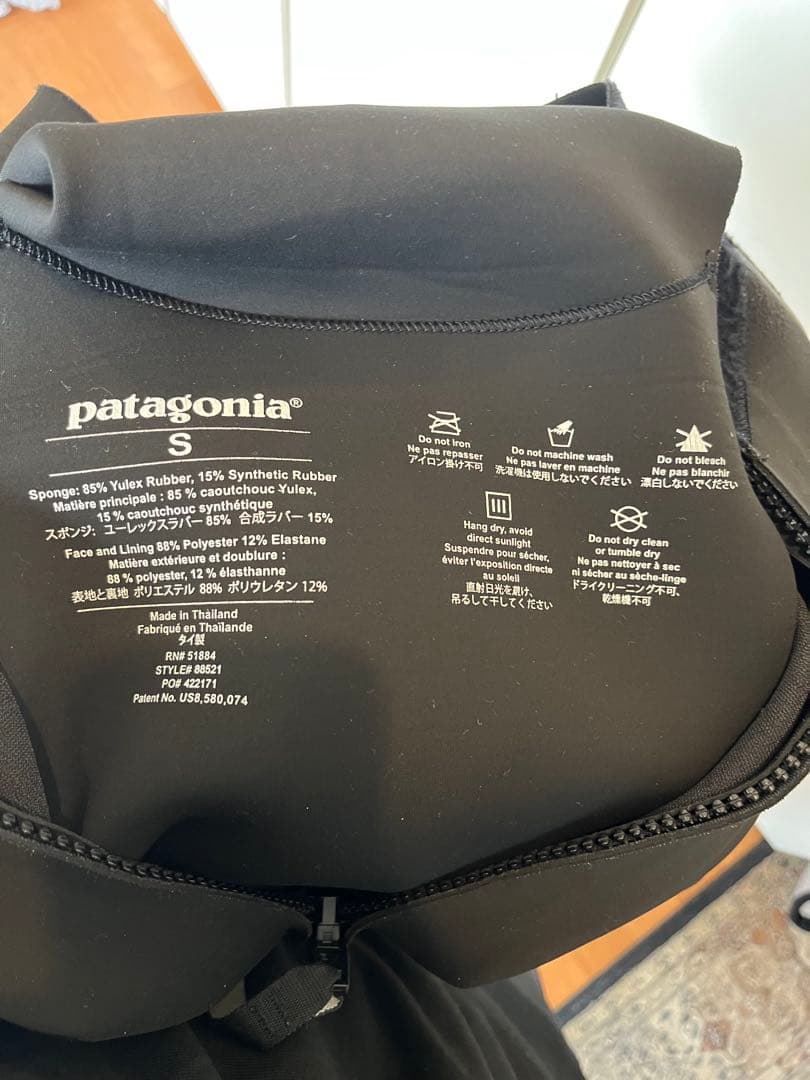 patagonia®
S
Sponge: 85% Yulex Rubber, 15% Synthetic Rubber
Matière principale : 85 % caoutchouc Yulex,
15 % caoutchouc synthétique
スポンジ: ユーレックスラバー 85% 合成ラバー 15%
Face and Lining 88% Polyester 12% Elastane
Matière extérieure et doublure :
88 % polyester, 12 % élasthanne
表地と裏地 ポリエステル 88% ポリウレタン 12%
Made in Thailand
Fabriqué en Thaïlande
タイ製
RN# 51884
STYLE# 88521
PO# 422171
Patent No. US8,580,074
Do not iron
Ne pas repasser
アイロン掛け不可
Do not machine wash
Ne pas laver en machine
洗濯機は使用しないでください
Do not bleach
Ne pas blanchir
漂白しないでください
Hang dry, avoid
direct sunlight
Suspendre pour sécher,
éviter l'exposition directe
au soleil
直射日光を避け、
吊るして干してください
Do not dry clean
or tumble dry
Ne pas nettoyer à sec
ni sécher au sèche-linge
ドライクリーニング不可、
乾燥機不可